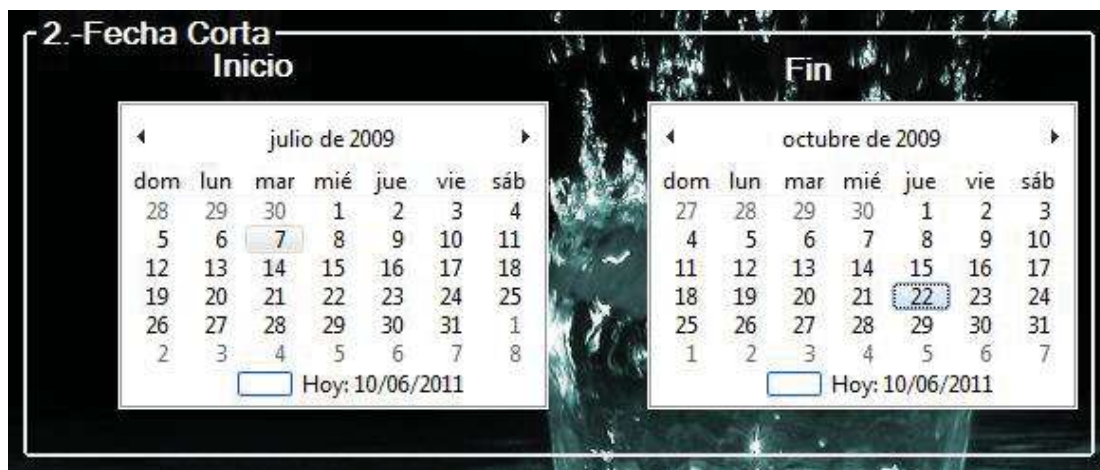 2.-Fecha Corta
Inicio
julio de 2009
dom lun mar mié jue vie sáb
28 29 30 1 2 3 4
5 6 7 8 9 10 11
12 13 14 15 16 17 18
19 20 21 22 23 24 25
26 27 28 29 30 31 1
2 3 4 5 6 7 8
Hoy: 10/06/2011
Fin
octubre de 2009
dom lun mar mié jue vie sáb
27 28 29 30 1 2 3
4 5 6 7 8 9 10
11 12 13 14 15 16 17
18 19 20 21 22 23 24
25 26 27 28 29 30 31
1 2 3 4 5 6 7
Hoy: 10/06/2011